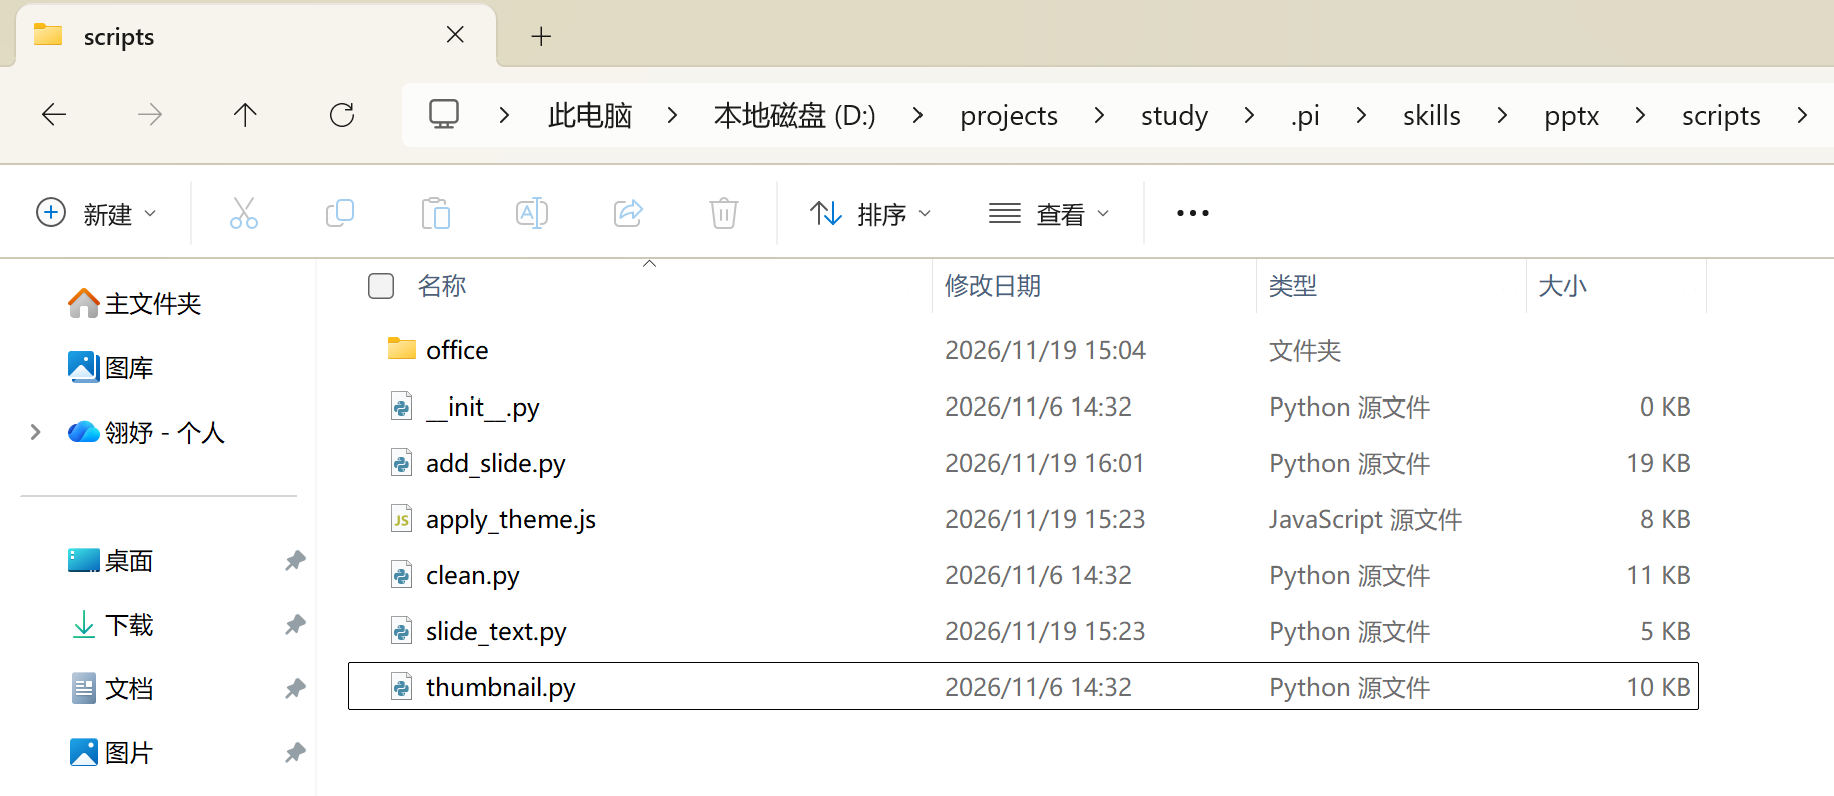 scripts
此电脑 本地磁盘 (D:) projects study .pi skills pptx scripts
新建 排序 查看
名称 修改日期 类型 大小
主文件夹
图库
翎妤 - 个人
桌面
下载
文档
图片
office 2026/11/19 15:04 文件夹
__init__.py 2026/11/6 14:32 Python 源文件 0 KB
add_slide.py 2026/11/19 16:01 Python 源文件 19 KB
JS apply_theme.js 2026/11/19 15:23 JavaScript 源文件 8 KB
clean.py 2026/11/6 14:32 Python 源文件 11 KB
slide_text.py 2026/11/19 15:23 Python 源文件 5 KB
thumbnail.py 2026/11/6 14:32 Python 源文件 10 KB